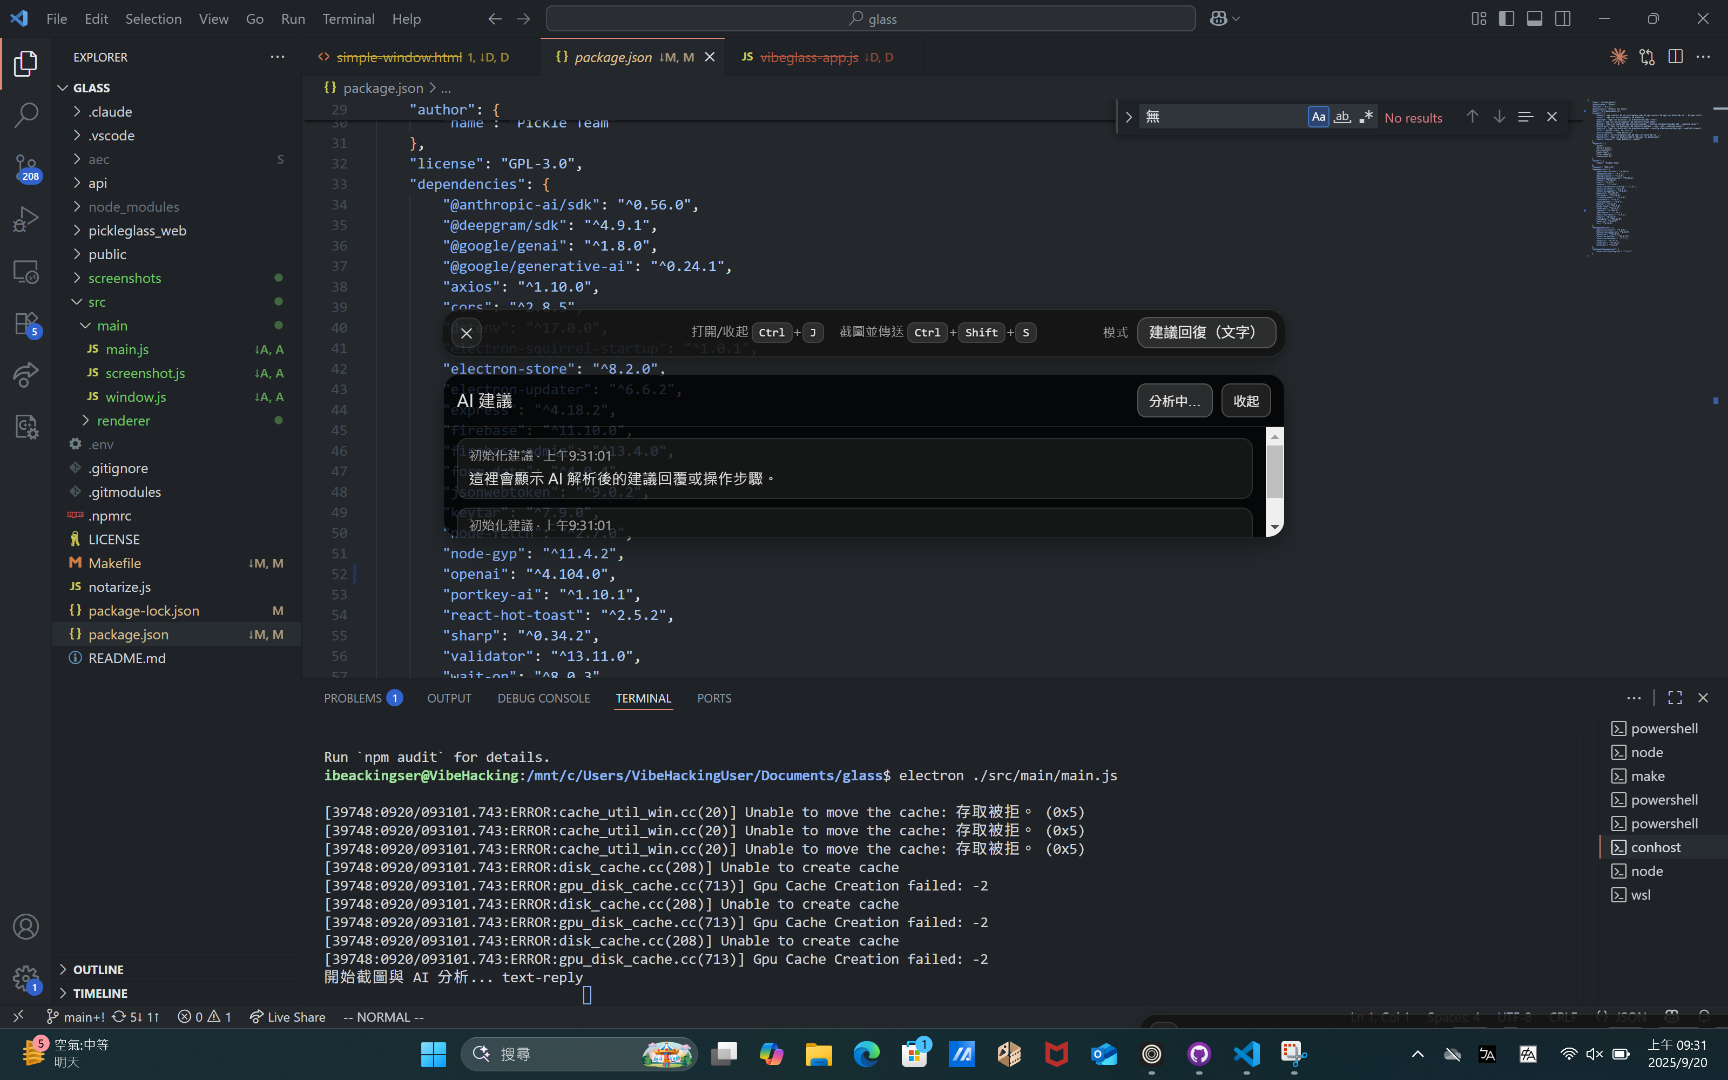 File Edit Selection View Go Run Terminal Help
glass
EXPLORER
simple-window.html 1, ↓D, D
{} package.json ↓M, M
JS vibeglass-app.js ↓D, D
GLASS
.claude
.vscode
aec S
api
node_modules
pickleglass_web
public
screenshots
src
main
JS main.js ↓A, A
JS screenshot.js ↓A, A
JS window.js ↓A, A
renderer
.env
.gitignore
.gitmodules
.npmrc
LICENSE
Makefile ↓M, M
JS notarize.js
{} package-lock.json M
{} package.json ↓M, M
README.md
OUTLINE
TIMELINE
208
5
1
{} package.json > ...
無 Aa ab .* No results
29 "author": {
30 "name": "Pickle Team"
31 },
32 "license": "GPL-3.0",
33 "dependencies": {
34 "@anthropic-ai/sdk": "^0.56.0",
35 "@deepgram/sdk": "^4.9.1",
36 "@google/genai": "^1.8.0",
37 "@google/generative-ai": "^0.24.1",
38 "axios": "^1.10.0",
39 "cors": "^2.8.5",
40 "dotenv": "^17.0.0",
41 "electron-squirrel-startup": "^1.0.1",
42 "electron-store": "^8.2.0",
43 "electron-updater": "^6.6.2",
44 "express": "^4.18.2",
45 "firebase": "^11.10.0",
46 "^13.4.0",
47
48 "jsonwebtoken": "^9.0.2",
49 "keytar": "^7.9.0",
50 "node-fetch": "^2.7.0",
51 "node-gyp": "^11.4.2",
52 "openai": "^4.104.0",
53 "portkey-ai": "^1.10.1",
54 "react-hot-toast": "^2.5.2",
55 "sharp": "^0.34.2",
56 "validator": "^13.11.0",
57 "wait-on": "^8.0.3"
打開/收起 Ctrl + J 截圖並傳送 Ctrl + Shift + S 模式 建議回復（文字）
AI 建議 分析中... 收起
初始化建議 · 上午9:31:01
這裡會顯示 AI 解析後的建議回覆或操作步驟。
初始化建議 · 上午9:31:01
PROBLEMS 1 OUTPUT DEBUG CONSOLE TERMINAL PORTS
Run `npm audit` for details.
ibeackingser@VibeHacking:/mnt/c/Users/VibeHackingUser/Documents/glass$ electron ./src/main/main.js
[39748:0920/093101.743:ERROR:cache_util_win.cc(20)] Unable to move the cache: 存取被拒。 (0x5)
[39748:0920/093101.743:ERROR:cache_util_win.cc(20)] Unable to move the cache: 存取被拒。 (0x5)
[39748:0920/093101.743:ERROR:cache_util_win.cc(20)] Unable to move the cache: 存取被拒。 (0x5)
[39748:0920/093101.743:ERROR:disk_cache.cc(208)] Unable to create cache
[39748:0920/093101.743:ERROR:gpu_disk_cache.cc(713)] Gpu Cache Creation failed: -2
[39748:0920/093101.743:ERROR:disk_cache.cc(208)] Unable to create cache
[39748:0920/093101.743:ERROR:gpu_disk_cache.cc(713)] Gpu Cache Creation failed: -2
[39748:0920/093101.743:ERROR:disk_cache.cc(208)] Unable to create cache
[39748:0920/093101.743:ERROR:gpu_disk_cache.cc(713)] Gpu Cache Creation failed: -2
開始截圖與 AI 分析... text-reply
powershell
node
make
powershell
powershell
conhost
node
wsl
main+! 5↓ 1↑ 0 1 Live Share -- NORMAL -- Ln 1, Col 1 Spaces: 4 UTF-8 CRLF {} JSON
5 空氣:中等
明天
搜尋
1
上午 09:31
2025/9/20